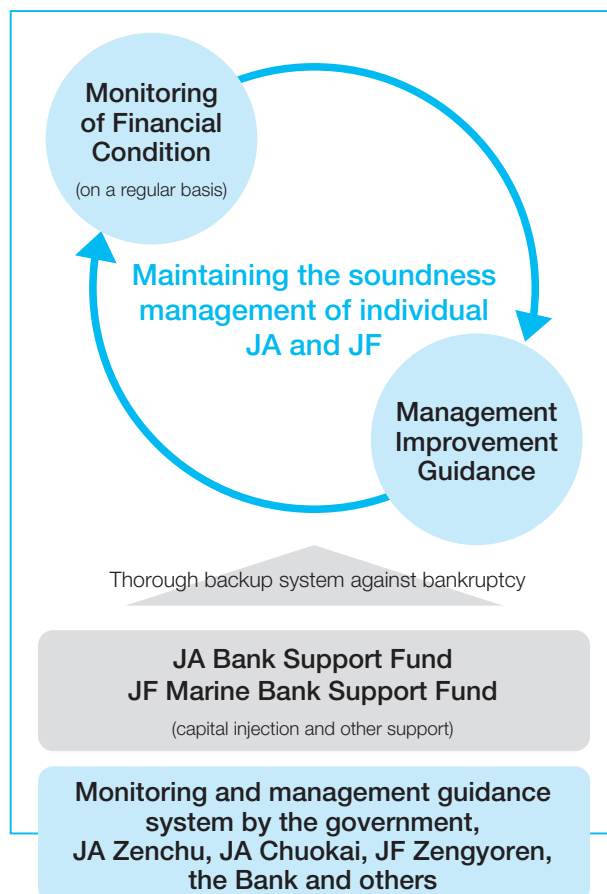 Monitoring
of Financial
Condition
(on a regular basis)
Maintaining the soundness
management of individual
JA and JF
Management
Improvement
Guidance
Thorough backup system against bankruptcy
JA Bank Support Fund
JF Marine Bank Support Fund
(capital injection and other support)
Monitoring and management guidance
system by the government,
JA Zenchu, JA Chuokai, JF Zengyoren,
the Bank and others